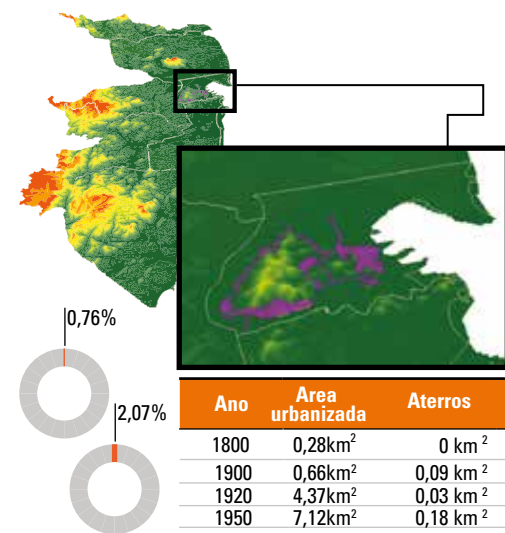 0,76%
2,07%
Ano Area urbanizada Aterros
1800 0,28km² 0 km ²
1900 0,66km² 0,09 km ²
1920 4,37km² 0,03 km ²
1950 7,12km² 0,18 km ²